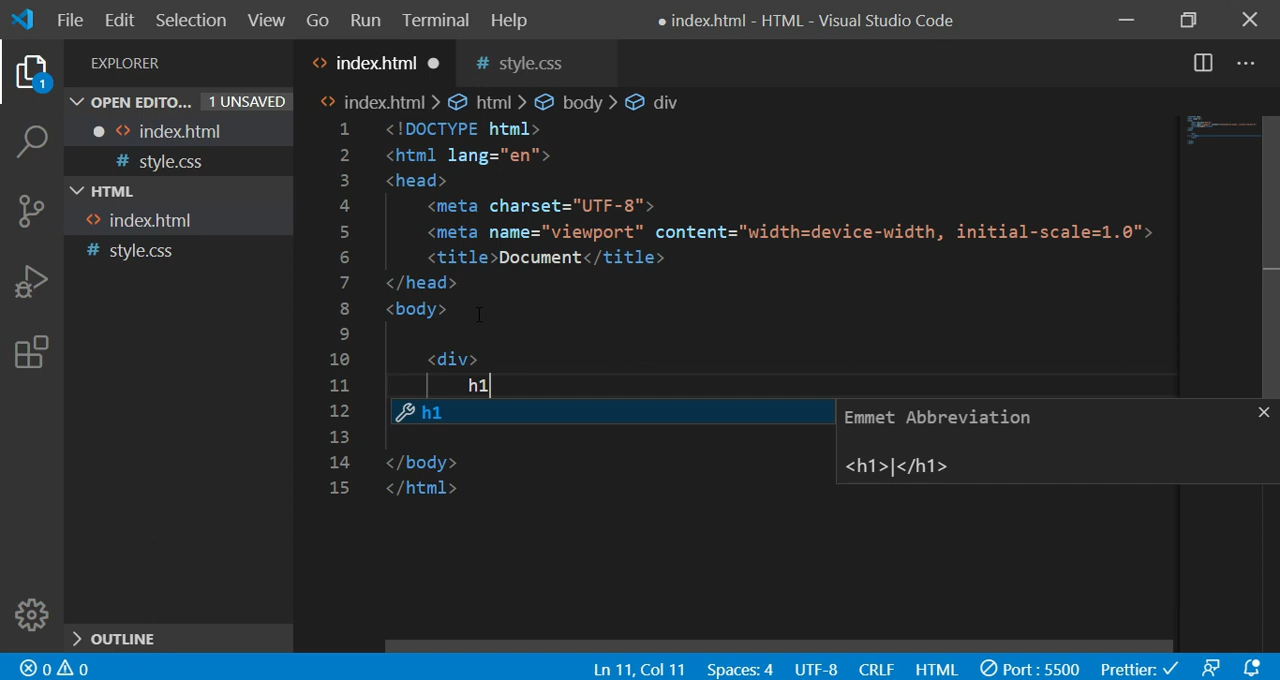 File Edit Selection View Go Run Terminal Help ● index.html - HTML - Visual Studio Code
EXPLORER
1
OPEN EDITO... 1 UNSAVED
● <> index.html
# style.css
HTML
<> index.html
# style.css
OUTLINE
<> index.html ● # style.css ...
<> index.html > html > body > div
1 <!DOCTYPE html>
2 <html lang="en">
3 <head>
4 <meta charset="UTF-8">
5 <meta name="viewport" content="width=device-width, initial-scale=1.0">
6 <title>Document</title>
7 </head>
8 <body>
9
10 <div>
11 h1
12 h1
13
14 </body>
15 </html>
Emmet Abbreviation
<h1>|</h1>
0 0 Ln 11, Col 11 Spaces: 4 UTF-8 CRLF HTML Port : 5500 Prettier: ✓